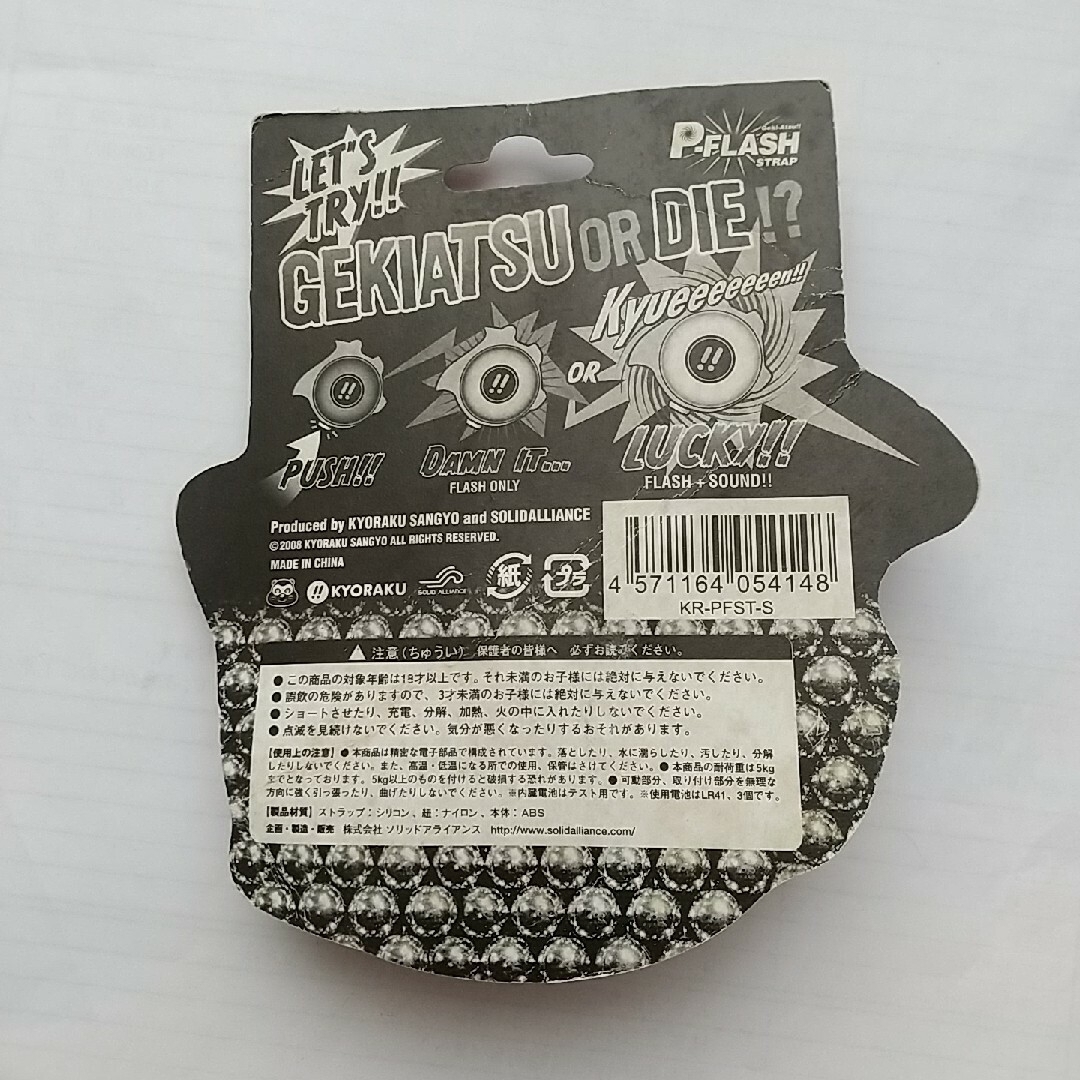 LET'S
TRY!!
Geki-Atsu!!
P-FLASH
STRAP
GEKIATSU OR DIE!?
Kyueeeeeeeen!!
!!
!!
!!
OR
PUSH!!
DAMN IT...
FLASH ONLY
LUCKY!!
FLASH + SOUND!!
Produced by KYORAKU SANGYO and SOLIDALLIANCE
©2008 KYORAKU SANGYO ALL RIGHTS RESERVED.
MADE IN CHINA
!! KYORAKU
SOLID ALLIANCE
紙
プラ
4 571164 054148
KR-PFST-S
注意(ちゅうい) 保護者の皆様へ 必ずお読みください。
●この商品の対象年齢は18才以上です。それ未満のお子様には絶対に与えないでください。
●誤飲の危険がありますので、3才未満のお子様には絶対に与えないでください。
●ショートさせたり、充電、分解、加熱、火の中に入れたりしないでください。
●点滅を見続けないでください。気分が悪くなったりするおそれがあります。
【使用上の注意】●本商品は精密な電子部品で構成されています。落としたり、水に濡らしたり、汚したり、分解
したりしないでください。また、高温・低温になる所での使用、保管はさけてください。●本商品の耐荷重は5kg
までとなっております。5kg以上のものを付けると破損する恐れがあります。●可動部分、取り付け部分を無理な
方向に強く引っ張ったり、曲げたりしないでください。※内臓電池はテスト用です。※使用電池はLR41、3個です。
【製品材質】ストラップ:シリコン、紐:ナイロン、本体:ABS
企画・製造・販売 株式会社 ソリッドアライアンス http://www.solidalliance.com/